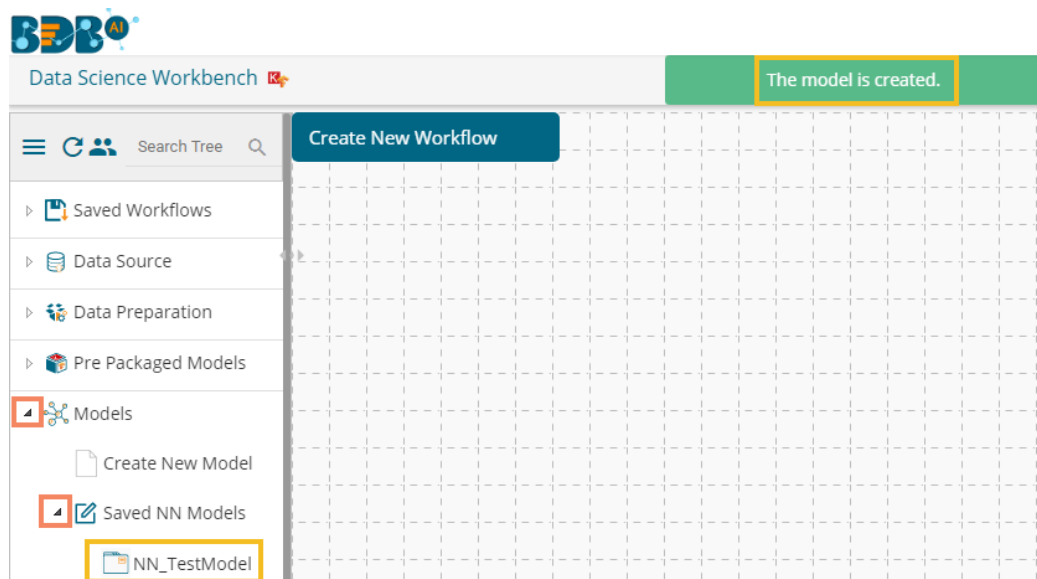 BDB AI
Data Science Workbench K
The model is created.
Search Tree
Create New Workflow
Saved Workflows
Data Source
Data Preparation
Pre Packaged Models
Models
Create New Model
Saved NN Models
NN_TestModel